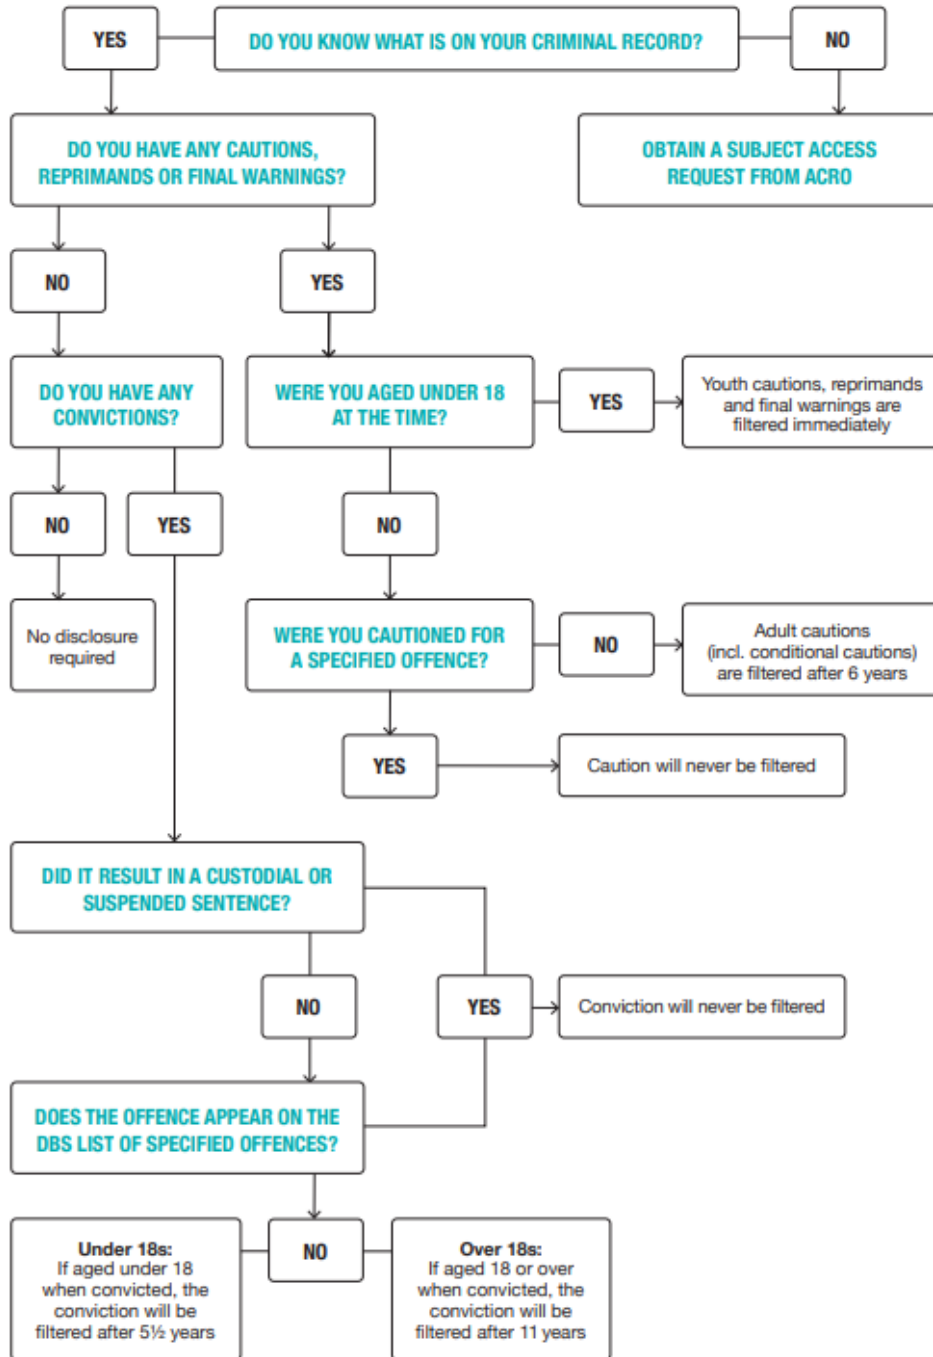 YES
DO YOU KNOW WHAT IS ON YOUR CRIMINAL RECORD?
NO
DO YOU HAVE ANY CAUTIONS,
REPRIMANDS OR FINAL WARNINGS?
OBTAIN A SUBJECT ACCESS
REQUEST FROM ACRO
NO
YES
DO YOU HAVE ANY
CONVICTIONS?
WERE YOU AGED UNDER 18
AT THE TIME?
YES
Youth cautions, reprimands
and final warnings are
filtered immediately
NO
YES
NO
No disclosure
required
WERE YOU CAUTIONED FOR
A SPECIFIED OFFENCE?
NO
Adult cautions
(incl. conditional cautions)
are filtered after 6 years
YES
Caution will never be filtered
DID IT RESULT IN A CUSTODIAL OR
SUSPENDED SENTENCE?
NO
YES
Conviction will never be filtered
DOES THE OFFENCE APPEAR ON THE
DBS LIST OF SPECIFIED OFFENCES?
Under 18s:
If aged under 18
when convicted, the
conviction will be
filtered after 5½ years
NO
Over 18s:
If aged 18 or over
when convicted, the
conviction will be
filtered after 11 years